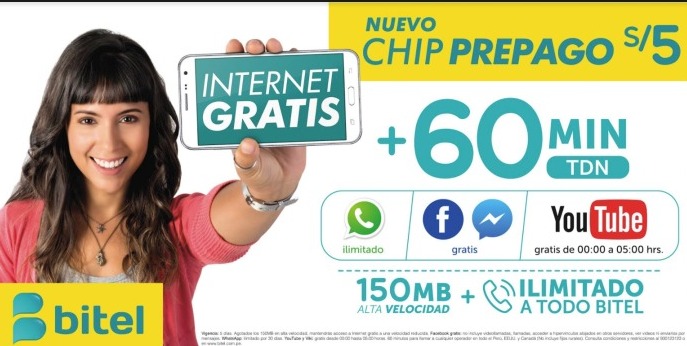 NUEVO
CHIP PREPAGO S/5
INTERNET
GRATIS
+60 MIN
TDN
ilimitado
f
gratis
YouTube
gratis de 00:00 a 05:00 hrs.
150MB
ALTA VELOCIDAD
+
ILIMITADO
A TODO BITEL
bitel